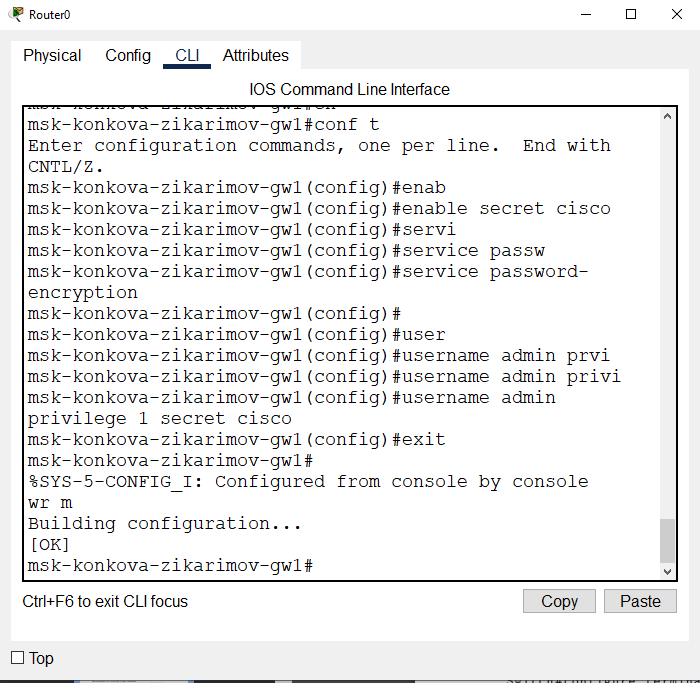 Router0
Physical Config CLI Attributes
IOS Command Line Interface
msk-konkova-zikarimov-gw1#conf t
Enter configuration commands, one per line.  End with
CNTL/Z.
msk-konkova-zikarimov-gw1(config)#enab
msk-konkova-zikarimov-gw1(config)#enable secret cisco
msk-konkova-zikarimov-gw1(config)#servi
msk-konkova-zikarimov-gw1(config)#service passw
msk-konkova-zikarimov-gw1(config)#service password-
encryption
msk-konkova-zikarimov-gw1(config)#
msk-konkova-zikarimov-gw1(config)#user
msk-konkova-zikarimov-gw1(config)#username admin prvi
msk-konkova-zikarimov-gw1(config)#username admin privi
msk-konkova-zikarimov-gw1(config)#username admin
privilege 1 secret cisco
msk-konkova-zikarimov-gw1(config)#exit
msk-konkova-zikarimov-gw1#
%SYS-5-CONFIG_I: Configured from console by console
wr m
Building configuration...
[OK]
msk-konkova-zikarimov-gw1#
Ctrl+F6 to exit CLI focus
Copy Paste
Top